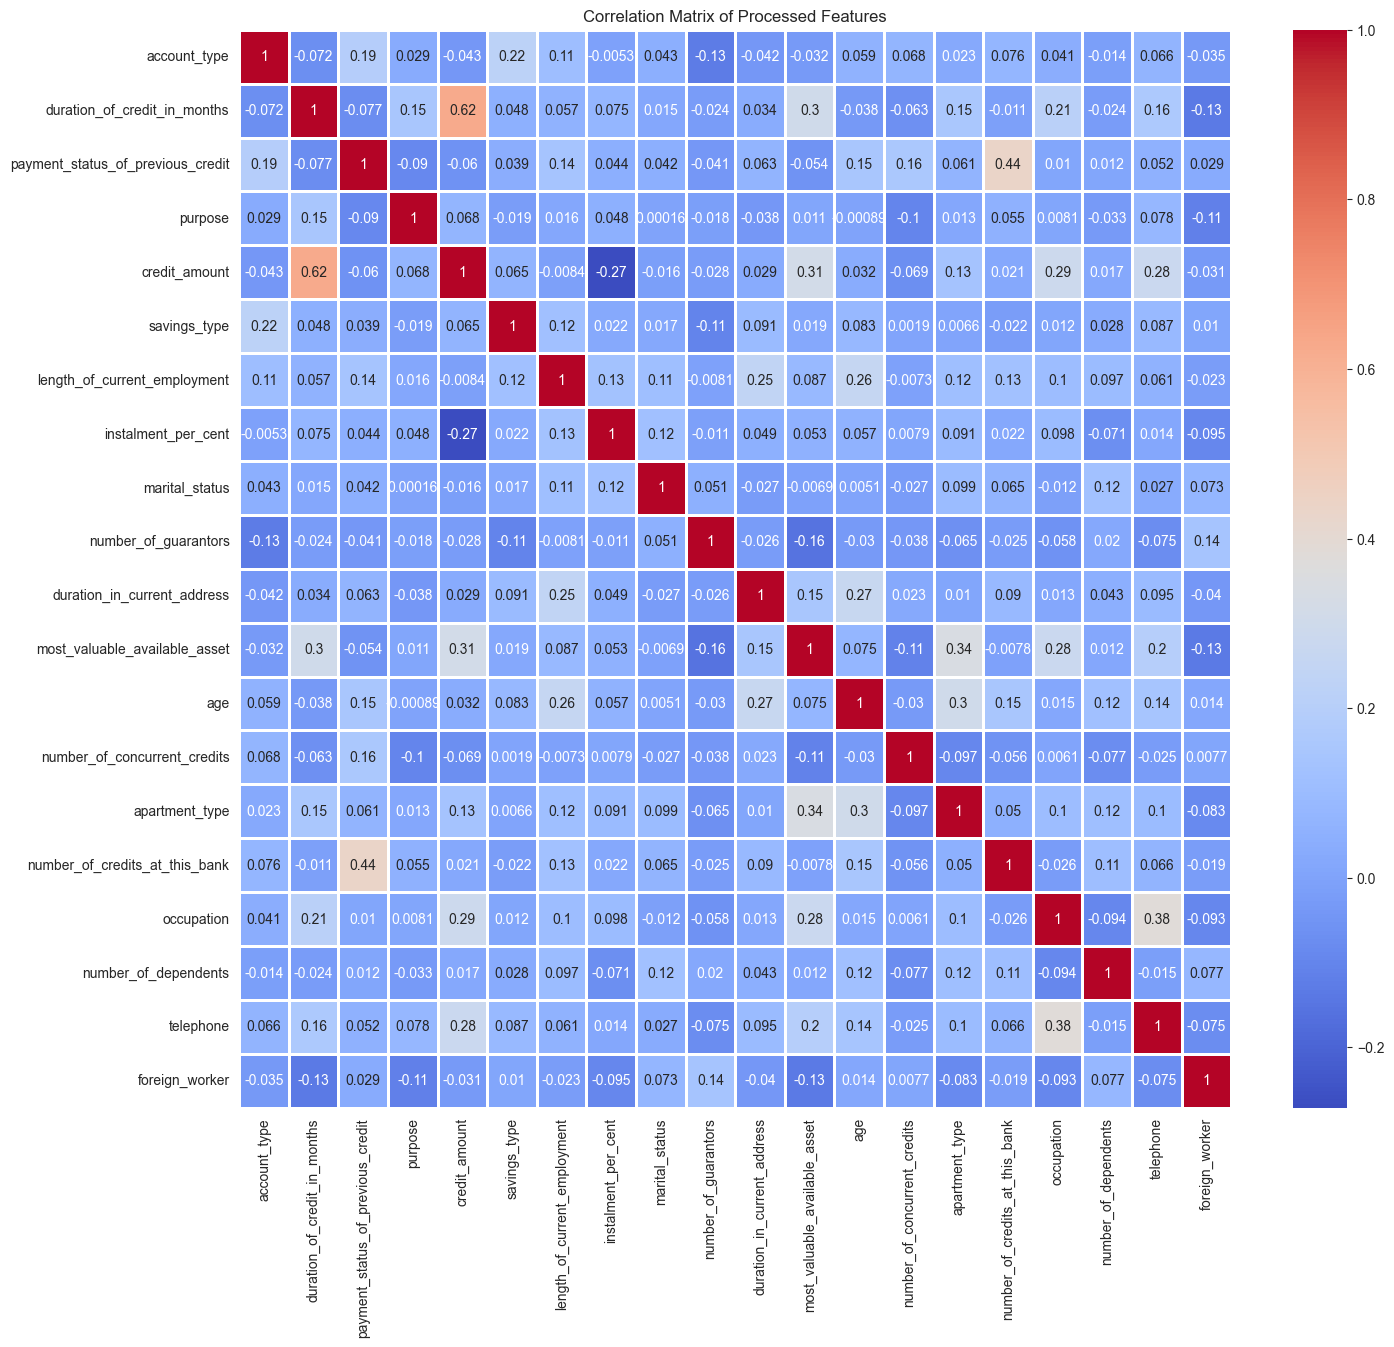 Correlation Matrix of Processed Features
account_type 1 -0.072 0.19 0.029 -0.043 0.22 0.11 -0.0053 0.043 -0.13 -0.042 -0.032 0.059 0.068 0.023 0.076 0.041 -0.014 0.066 -0.035
duration_of_credit_in_months -0.072 1 -0.077 0.15 0.62 0.048 0.057 0.075 0.015 -0.024 0.034 0.3 -0.038 -0.063 0.15 -0.011 0.21 -0.024 0.16 -0.13
payment_status_of_previous_credit 0.19 -0.077 1 -0.09 -0.06 0.039 0.14 0.044 0.042 -0.041 0.063 -0.054 0.15 0.16 0.061 0.44 0.01 0.012 0.052 0.029
purpose 0.029 0.15 -0.09 1 0.068 -0.019 0.016 0.048 0.00016 -0.018 -0.038 0.011 -0.00089 -0.1 0.013 0.055 0.0081 -0.033 0.078 -0.11
credit_amount -0.043 0.62 -0.06 0.068 1 0.065 -0.0084 -0.27 -0.016 -0.028 0.029 0.31 0.032 -0.069 0.13 0.021 0.29 0.017 0.28 -0.031
savings_type 0.22 0.048 0.039 -0.019 0.065 1 0.12 0.022 0.017 -0.11 0.091 0.019 0.083 0.0019 0.0066 -0.022 0.012 0.028 0.087 0.01
length_of_current_employment 0.11 0.057 0.14 0.016 -0.0084 0.12 1 0.13 0.11 -0.0081 0.25 0.087 0.26 -0.0073 0.12 0.13 0.1 0.097 0.061 -0.023
instalment_per_cent -0.0053 0.075 0.044 0.048 -0.27 0.022 0.13 1 0.12 -0.011 0.049 0.053 0.057 0.0079 0.091 0.022 0.098 -0.071 0.014 -0.095
marital_status 0.043 0.015 0.042 0.00016 -0.016 0.017 0.11 0.12 1 0.051 -0.027 -0.0069 0.0051 -0.027 0.099 0.065 -0.012 0.12 0.027 0.073
number_of_guarantors -0.13 -0.024 -0.041 -0.018 -0.028 -0.11 -0.0081 -0.011 0.051 1 -0.026 -0.16 -0.03 -0.038 -0.065 -0.025 -0.058 0.02 -0.075 0.14
duration_in_current_address -0.042 0.034 0.063 -0.038 0.029 0.091 0.25 0.049 -0.027 -0.026 1 0.15 0.27 0.023 0.01 0.09 0.013 0.043 0.095 -0.04
most_valuable_available_asset -0.032 0.3 -0.054 0.011 0.31 0.019 0.087 0.053 -0.0069 -0.16 0.15 1 0.075 -0.11 0.34 -0.0078 0.28 0.012 0.2 -0.13
age 0.059 -0.038 0.15 -0.00089 0.032 0.083 0.26 0.057 0.0051 -0.03 0.27 0.075 1 -0.03 0.3 0.15 0.015 0.12 0.14 0.014
number_of_concurrent_credits 0.068 -0.063 0.16 -0.1 -0.069 0.0019 -0.0073 0.0079 -0.027 -0.038 0.023 -0.11 -0.03 1 -0.097 -0.056 0.0061 -0.077 -0.025 0.0077
apartment_type 0.023 0.15 0.061 0.013 0.13 0.0066 0.12 0.091 0.099 -0.065 0.01 0.34 0.3 -0.097 1 0.05 0.1 0.12 0.1 -0.083
number_of_credits_at_this_bank 0.076 -0.011 0.44 0.055 0.021 -0.022 0.13 0.022 0.065 -0.025 0.09 -0.0078 0.15 -0.056 0.05 1 -0.026 0.11 0.066 -0.019
occupation 0.041 0.21 0.01 0.0081 0.29 0.012 0.1 0.098 -0.012 -0.058 0.013 0.28 0.015 0.0061 0.1 -0.026 1 -0.094 0.38 -0.093
number_of_dependents -0.014 -0.024 0.012 -0.033 0.017 0.028 0.097 -0.071 0.12 0.02 0.043 0.012 0.12 -0.077 0.12 0.11 -0.094 1 -0.015 0.077
telephone 0.066 0.16 0.052 0.078 0.28 0.087 0.061 0.014 0.027 -0.075 0.095 0.2 0.14 -0.025 0.1 0.066 0.38 -0.015 1 -0.075
foreign_worker -0.035 -0.13 0.029 -0.11 -0.031 0.01 -0.023 -0.095 0.073 0.14 -0.04 -0.13 0.014 0.0077 -0.083 -0.019 -0.093 0.077 -0.075 1
account_type
duration_of_credit_in_months
payment_status_of_previous_credit
purpose
credit_amount
savings_type
length_of_current_employment
instalment_per_cent
marital_status
number_of_guarantors
duration_in_current_address
most_valuable_available_asset
age
number_of_concurrent_credits
apartment_type
number_of_credits_at_this_bank
occupation
number_of_dependents
telephone
foreign_worker
1.0
0.8
0.6
0.4
0.2
0.0
−0.2